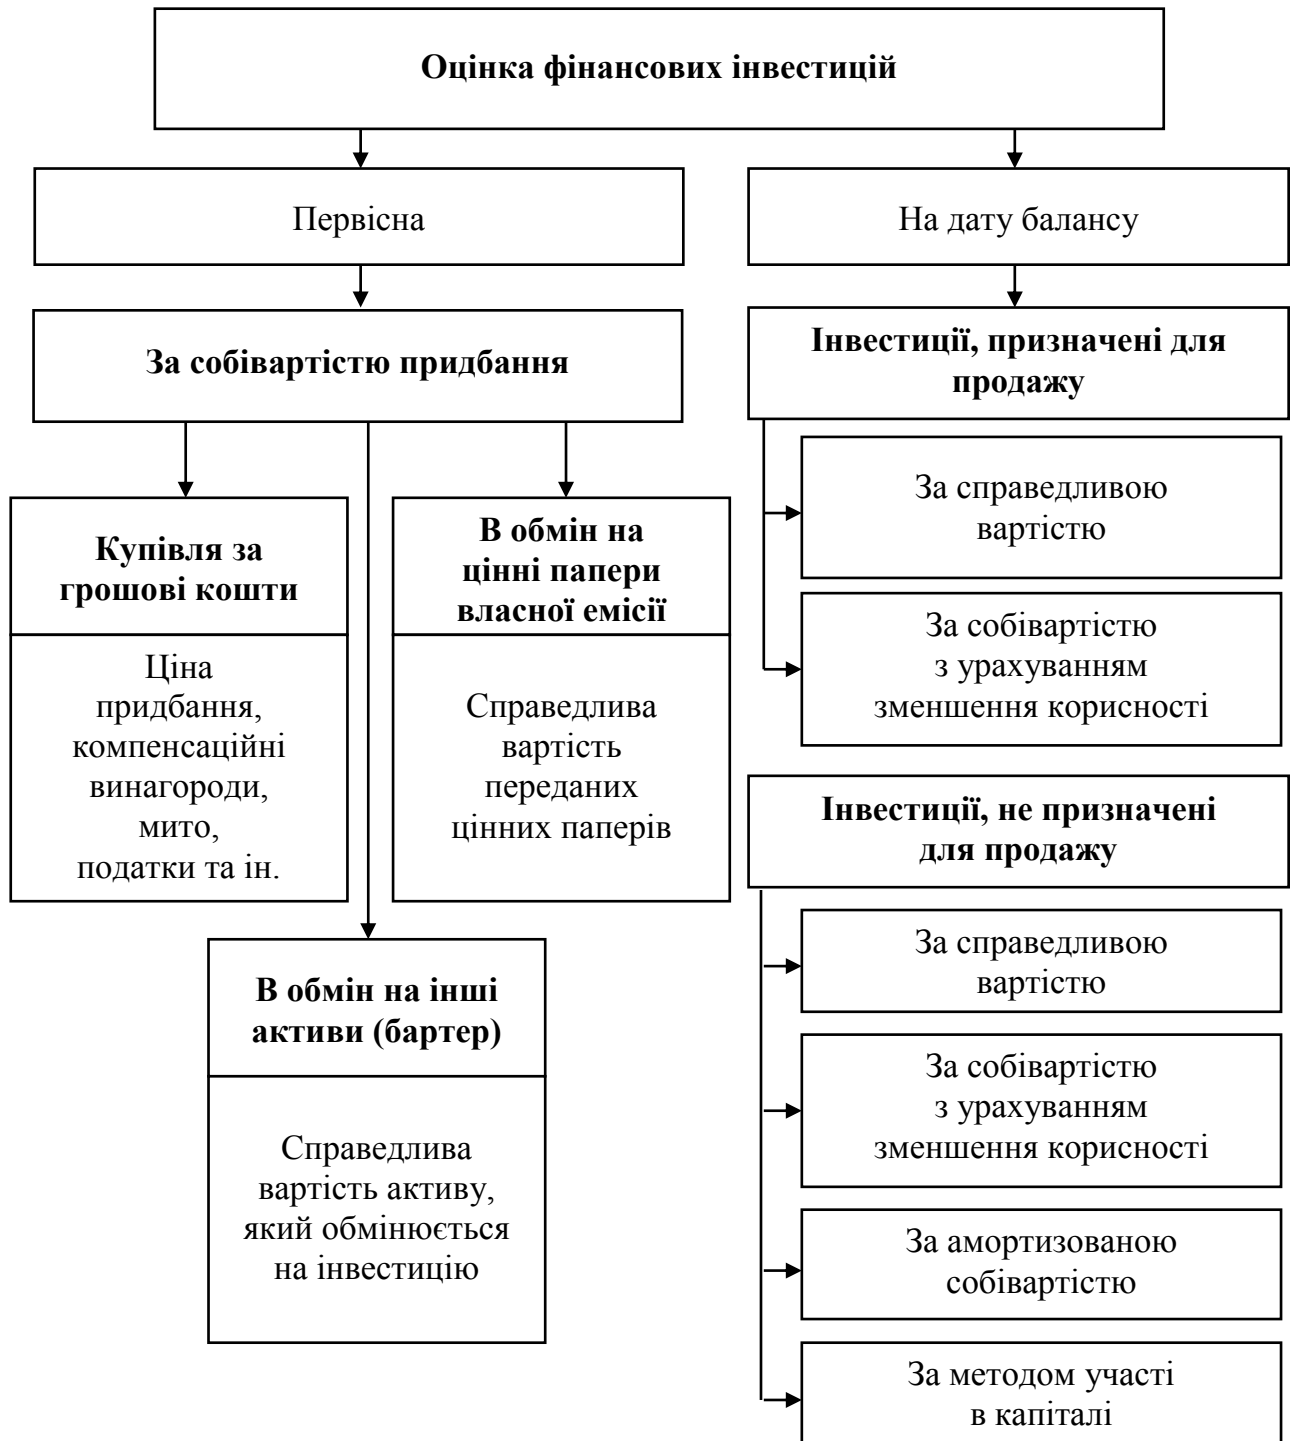 Оцінка фінансових інвестицій
Первісна
На дату балансу
За собівартістю придбання
Інвестиції, призначені для
продажу
Купівля за
грошові кошти
Ціна
придбання,
компенсаційні
винагороди,
мито,
податки та ін.
В обмін на
цінні папери
власної емісії
Справедлива
вартість
переданих
цінних паперів
В обмін на інші
активи (бартер)
Справедлива
вартість активу,
який обмінюється
на інвестицію
За справедливою
вартістю
За собівартістю
з урахуванням
зменшення корисності
Інвестиції, не призначені
для продажу
За справедливою
вартістю
За собівартістю
з урахуванням
зменшення корисності
За амортизованою
собівартістю
За методом участі
в капіталі